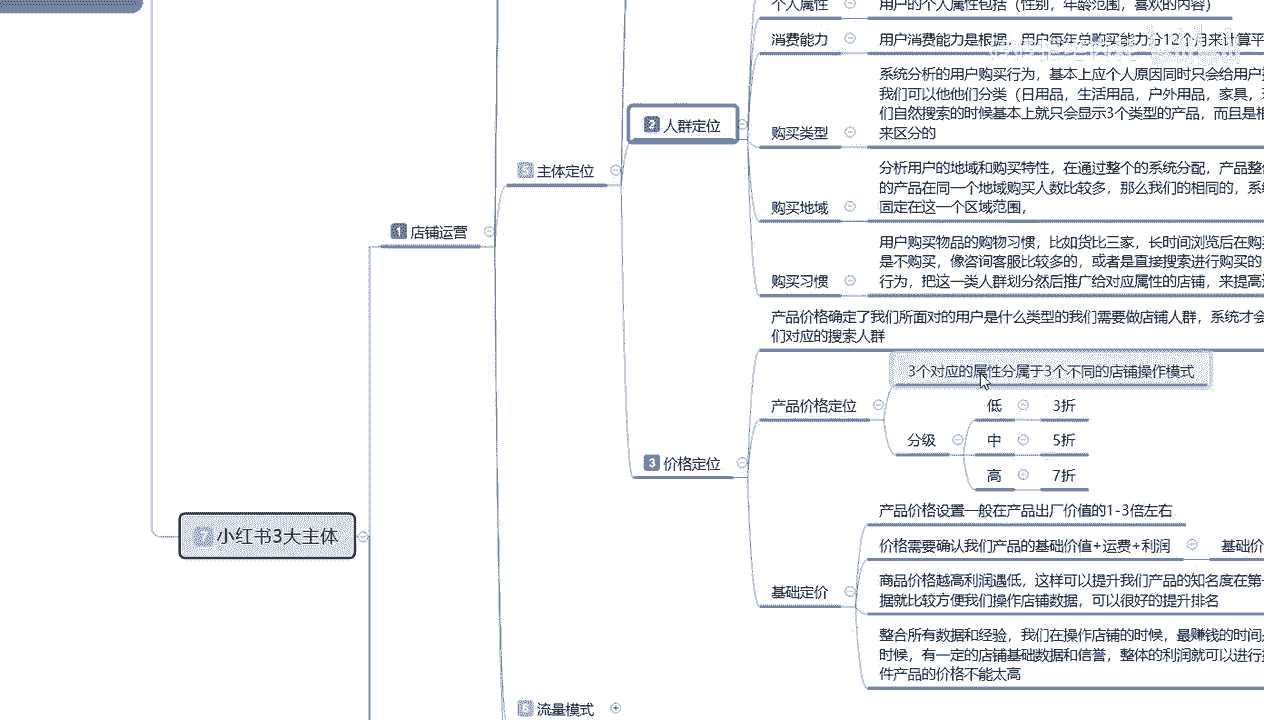 个人属性
用户的个人属性包括（性别，年龄范围，喜欢的内容）
消费能力
用户消费能力是根据，用户每年总购买能力分12个月来计算平
系统分析的用户购买行为，基本上应个人原因同时只会给用户
我们可以他他们分类（日用品，生活用品，户外用品，家具，
们自然搜索的时候基本上就只会显示3个类型的产品，而且是根
来区分的
购买类型
2 人群定位
5 主体定位
分析用户的地域和购买特性，在通过整个的系统分配，产品整
的产品在同一个地域购买人数比较多，那么我们的相同的，系统
固定在这一个区域范围，
购买地域
1 店铺运营
用户购买物品的购物习惯，比如货比三家，长时间浏览后在购
是不购买，像咨询客服比较多的，或者是直接搜索进行购买的
行为，把这一类人群划分然后推广给对应属性的店铺，来提高
购买习惯
产品价格确定了我们所面对的用户是什么类型的我们需要做店铺人群，系统才会
们对应的搜索人群
3个对应的属性分属于3个不同的店铺操作模式
产品价格定位
低 3折
分级 中 5折
高 7折
3 价格定位
7 小红书3大主体
产品价格设置一般在产品出厂价值的1-3倍左右
价格需要确认我们产品的基础价值+运费+利润 基础价
商品价格越高利润遇低，这样可以提升我们产品的知名度在第一
据就比较方便我们操作店铺数据，可以很好的提升排名
基础定价
整合所有数据和经验，我们在操作店铺的时候，最赚钱的时间
时候，有一定的店铺基础数据和信誉，整体的利润就可以进行
件产品的价格不能太高
6 流量模式